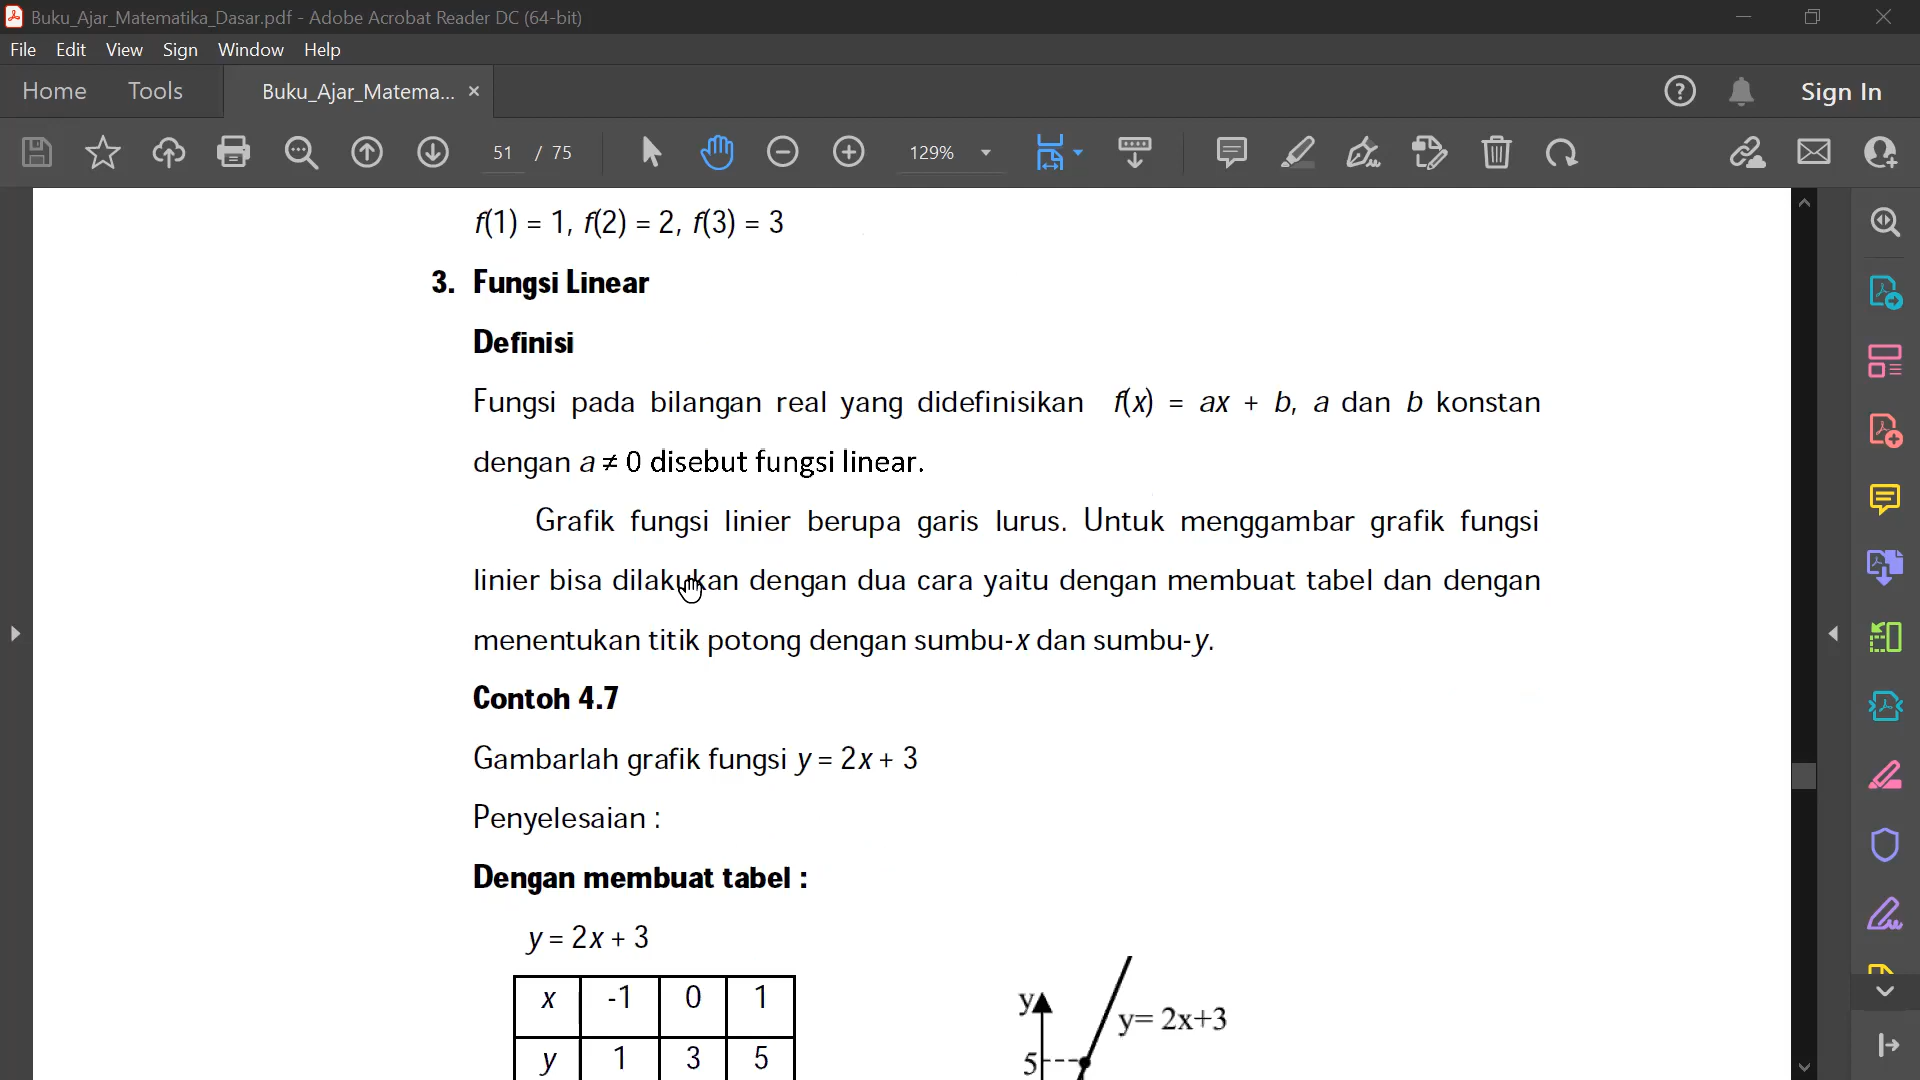 Buku_Ajar_Matematika_Dasar.pdf - Adobe Acrobat Reader DC (64-bit)
File Edit View Sign Window Help
Home Tools Buku_Ajar_Matema... × Sign In
51 / 75 129%
f(1) = 1, f(2) = 2, f(3) = 3
3. Fungsi Linear
Definisi
Fungsi pada bilangan real yang didefinisikan f(x) = ax + b, a dan b konstan
dengan a ≠ 0 disebut fungsi linear.
Grafik fungsi linier berupa garis lurus. Untuk menggambar grafik fungsi
linier bisa dilakukan dengan dua cara yaitu dengan membuat tabel dan dengan
menentukan titik potong dengan sumbu-x dan sumbu-y.
Contoh 4.7
Gambarlah grafik fungsi y = 2x + 3
Penyelesaian :
Dengan membuat tabel :
y = 2x + 3
x -1 0 1
y 1 3 5
y
y= 2x+3
5